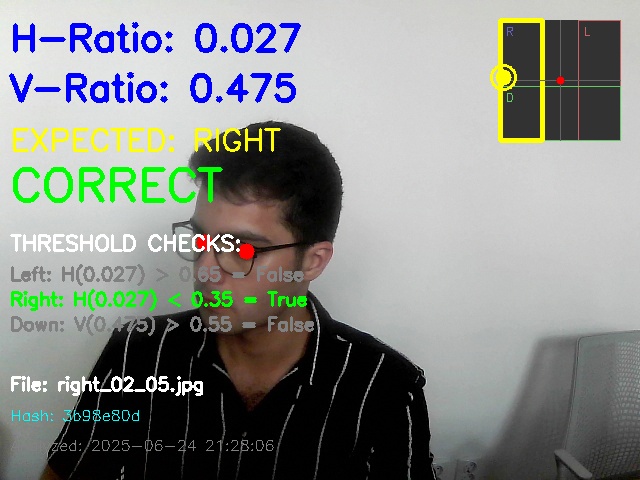 H-Ratio: 0.027
V-Ratio: 0.475
EXPECTED: RIGHT
CORRECT
THRESHOLD CHECKS:
Left: H(0.027) > 0.65 = False
Right: H(0.027) < 0.35 = True
Down: V(0.475) > 0.55 = False
File: right_02_05.jpg
Hash: 3b98e80d
zed: 2025-06-24 21:28:06
R
L
D